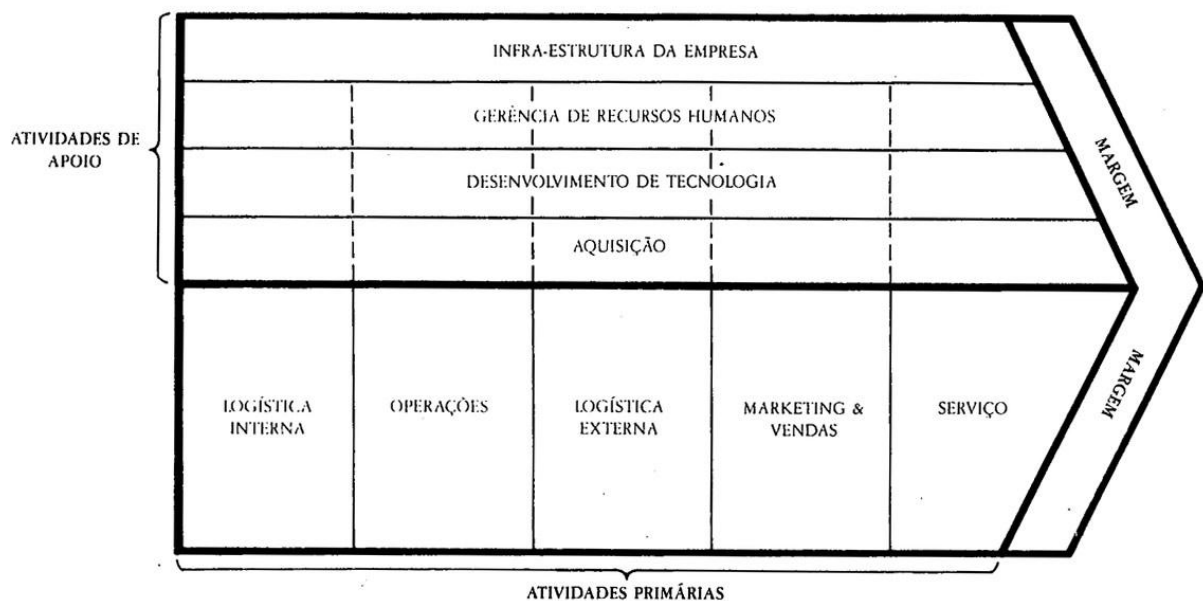 INFRA-ESTRUTURA DA EMPRESA
GERÊNCIA DE RECURSOS HUMANOS
ATIVIDADES DE
APOIO
DESENVOLVIMENTO DE TECNOLOGIA
AQUISIÇÃO
MARGEM
MARGEM
LOGÍSTICA
INTERNA
OPERAÇÕES
LOGÍSTICA
EXTERNA
MARKETING &
VENDAS
SERVIÇO
ATIVIDADES PRIMÁRIAS